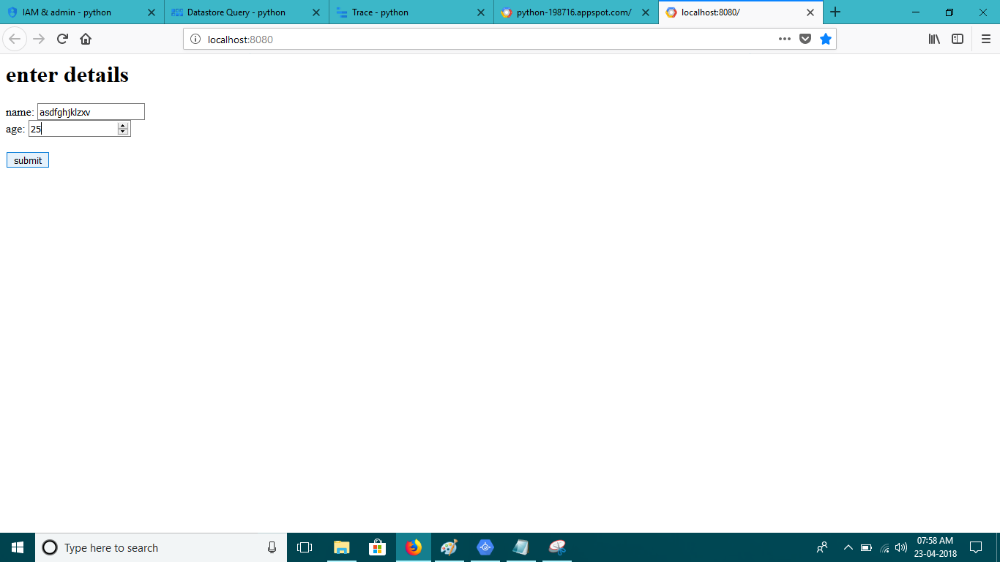 IAM & admin - python
Datastore Query - python
Trace - python
python-198716.appspot.com/
localhost:8080/
localhost:8080
enter details
name: asdfghjklzxv
age: 25
submit
Type here to search
07:58 AM
23-04-2018